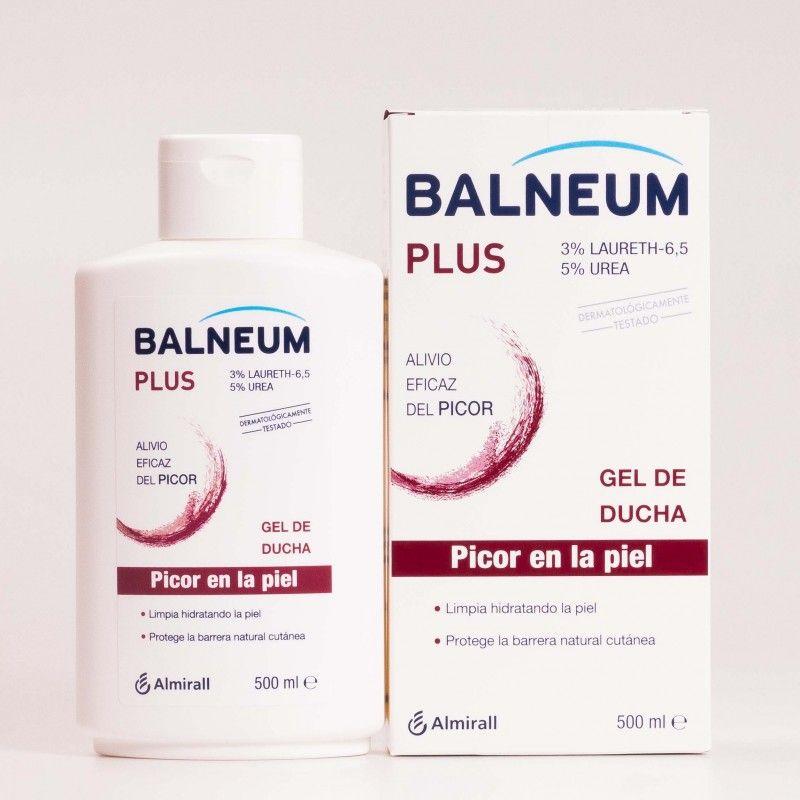 BALNEUM
PLUS
3% LAURETH-6,5
5% UREA
DERMATOLÓGICAMENTE
TESTADO
ALIVIO
EFICAZ
DEL PICOR
GEL DE
DUCHA
Picor en la piel
• Limpia hidratando la piel
• Protege la barrera natural cutánea
Almirall
500 ml ℮
BALNEUM
PLUS
3% LAURETH-6,5
5% UREA
DERMATOLÓGICAMENTE
TESTADO
ALIVIO
EFICAZ
DEL PICOR
GEL DE
DUCHA
Picor en la piel
• Limpia hidratando la piel
• Protege la barrera natural cutánea
Almirall
500 ml ℮